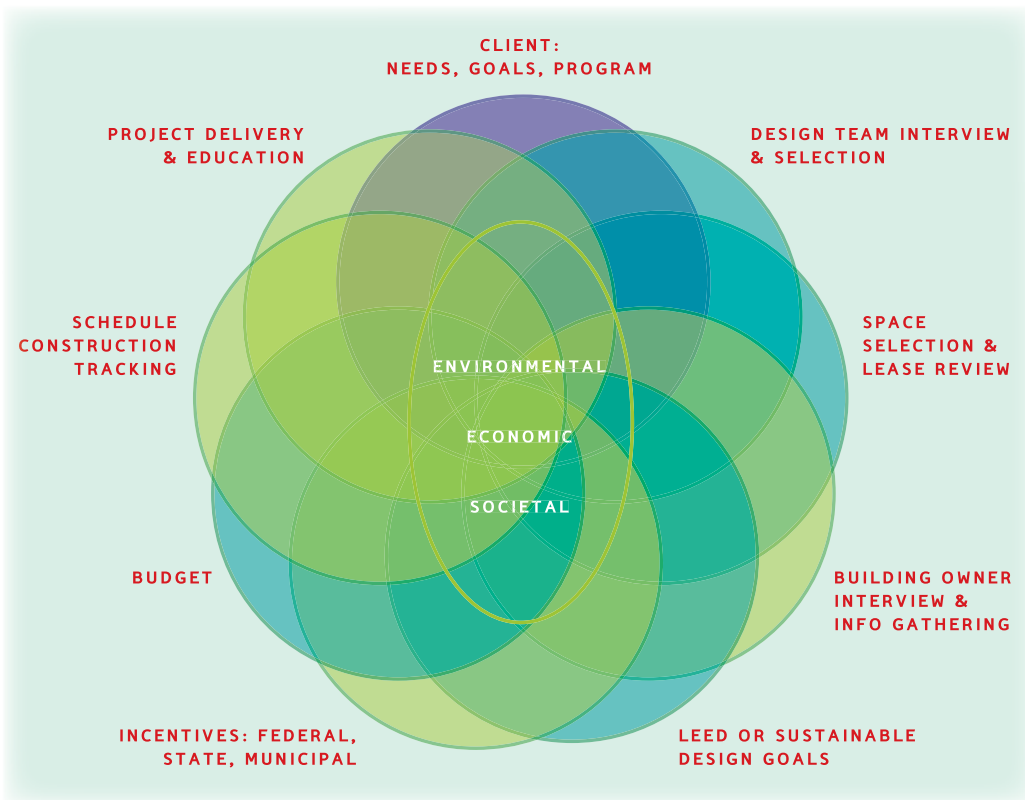 CLIENT:
NEEDS, GOALS, PROGRAM
PROJECT DELIVERY
& EDUCATION
DESIGN TEAM INTERVIEW
& SELECTION
SCHEDULE
CONSTRUCTION
TRACKING
SPACE
SELECTION &
LEASE REVIEW
ENVIRONMENTAL
ECONOMIC
SOCIETAL
BUDGET
BUILDING OWNER
INTERVIEW &
INFO GATHERING
INCENTIVES: FEDERAL,
STATE, MUNICIPAL
LEED OR SUSTAINABLE
DESIGN GOALS